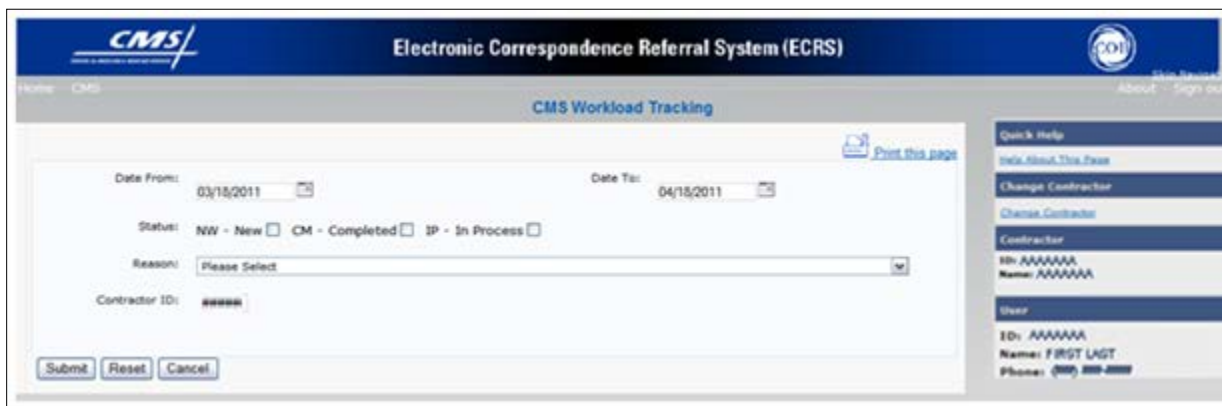 CMS
Electronic Correspondence Referral System (ECRS)
COB
Skip Navigation
Home CMS
About Sign out
CMS Workload Tracking
Print this page
Date From: 03/18/2011
Date To: 04/18/2011
Status: NW - New CM - Completed IP - In Process
Reason: Please Select
Contractor ID: #####
Submit Reset Cancel
Quick Help
Help About This Page
Change Contractor
Change Contractor
Contractor
ID: AAAAAAA
Name: AAAAAAA
User
ID: AAAAAAA
Name: FIRST LAST
Phone: (###) ###-####